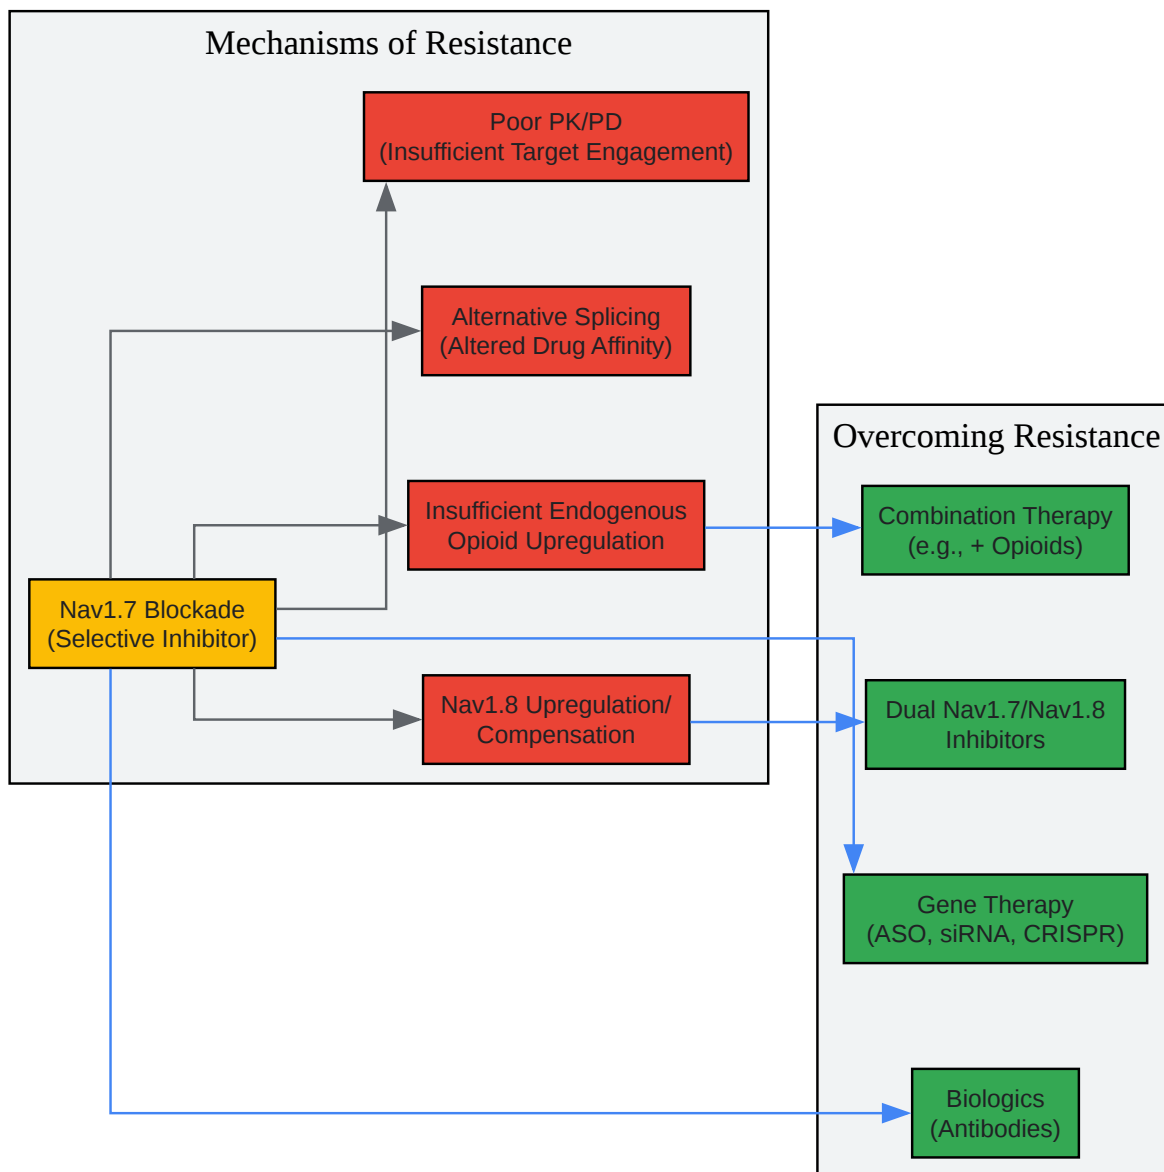 Mechanisms of Resistance
Poor PK/PD
(Insufficient Target Engagement)
Alternative Splicing
(Altered Drug Affinity)
Insufficient Endogenous
Opioid Upregulation
Nav1.7 Blockade
(Selective Inhibitor)
Nav1.8 Upregulation/
Compensation
Overcoming Resistance
Combination Therapy
(e.g., + Opioids)
Dual Nav1.7/Nav1.8
Inhibitors
Gene Therapy
(ASO, siRNA, CRISPR)
Biologics
(Antibodies)